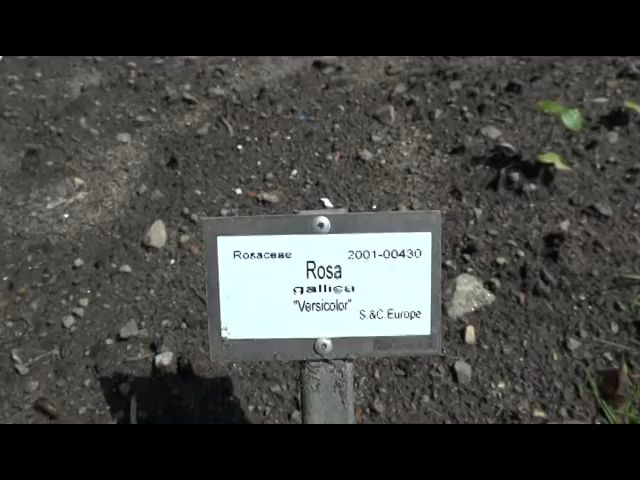 Rosaceae 2001-00430
Rosa
gallica
"Versicolor"
S.&C.Europe